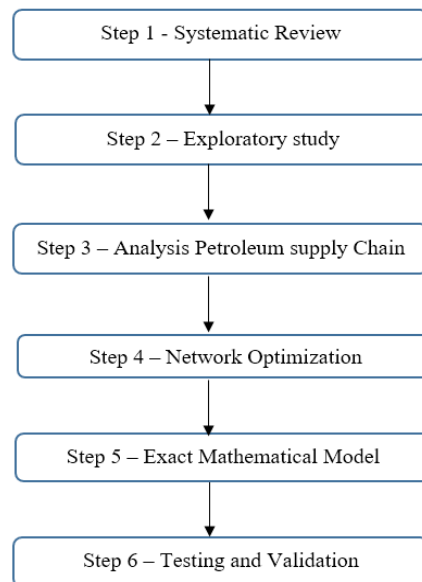 Step 1 - Systematic Review
Step 2 – Exploratory study
Step 3 – Analysis Petroleum supply Chain
Step 4 – Network Optimization
Step 5 – Exact Mathematical Model
Step 6 – Testing and Validation